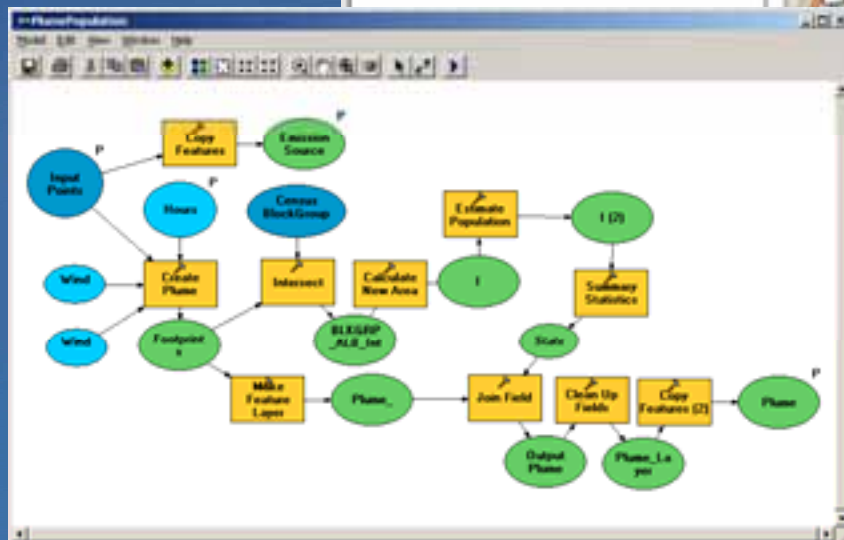 PlumePopulation
Model Edit View Window Help
P
Copy
Features
Emission
Source
P
Input
Points
Hours
P
Census
BlockGroup
Estimate
Population
I (2)
Wind
Create
Plume
Intersect
Calculate
New Area
I
Summary
Statistics
Wind
Footprint
s
BLKGRP
_ALB_Int
Stats
Make
Feature
Layer
Plume_
Join Field
Clean Up
Fields
Copy
Features (2)
Plume
P
Output
Plume
Plume_La
yer